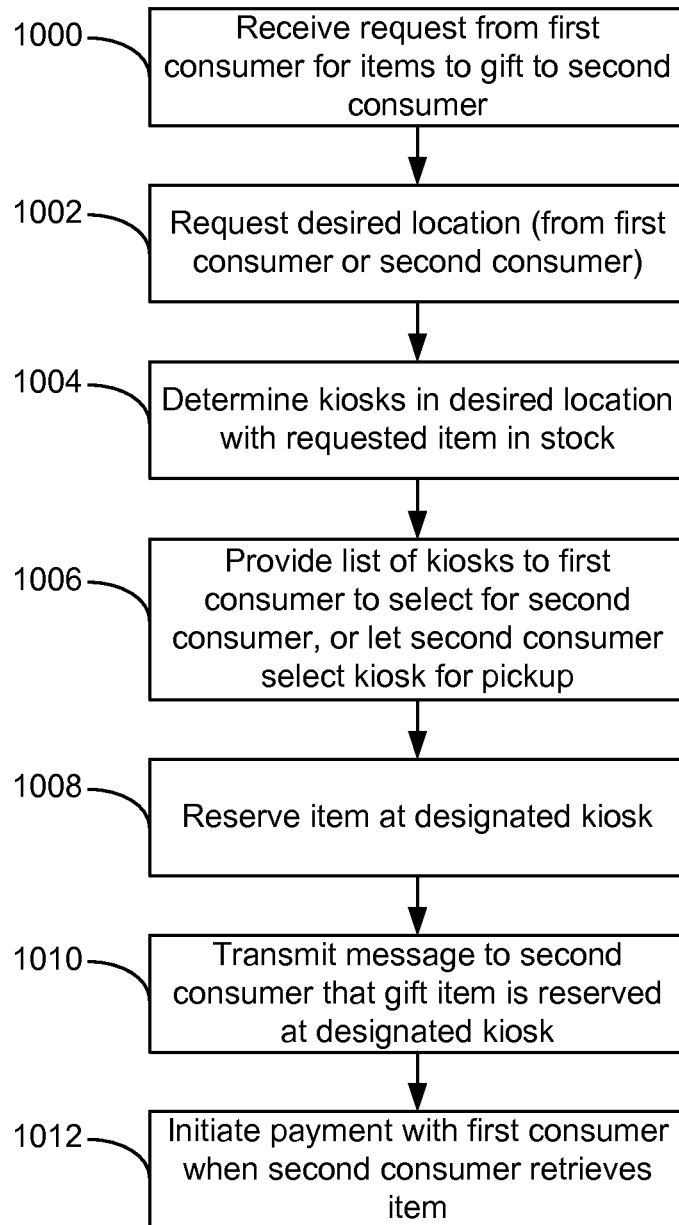 1000
Receive request from first
consumer for items to gift to second
consumer
1002
Request desired location (from first
consumer or second consumer)
1004
Determine kiosks in desired location
with requested item in stock
1006
Provide list of kiosks to first
consumer to select for second
consumer, or let second consumer
select kiosk for pickup
1008
Reserve item at designated kiosk
1010
Transmit message to second
consumer that gift item is reserved
at designated kiosk
1012
Initiate payment with first consumer
when second consumer retrieves
item